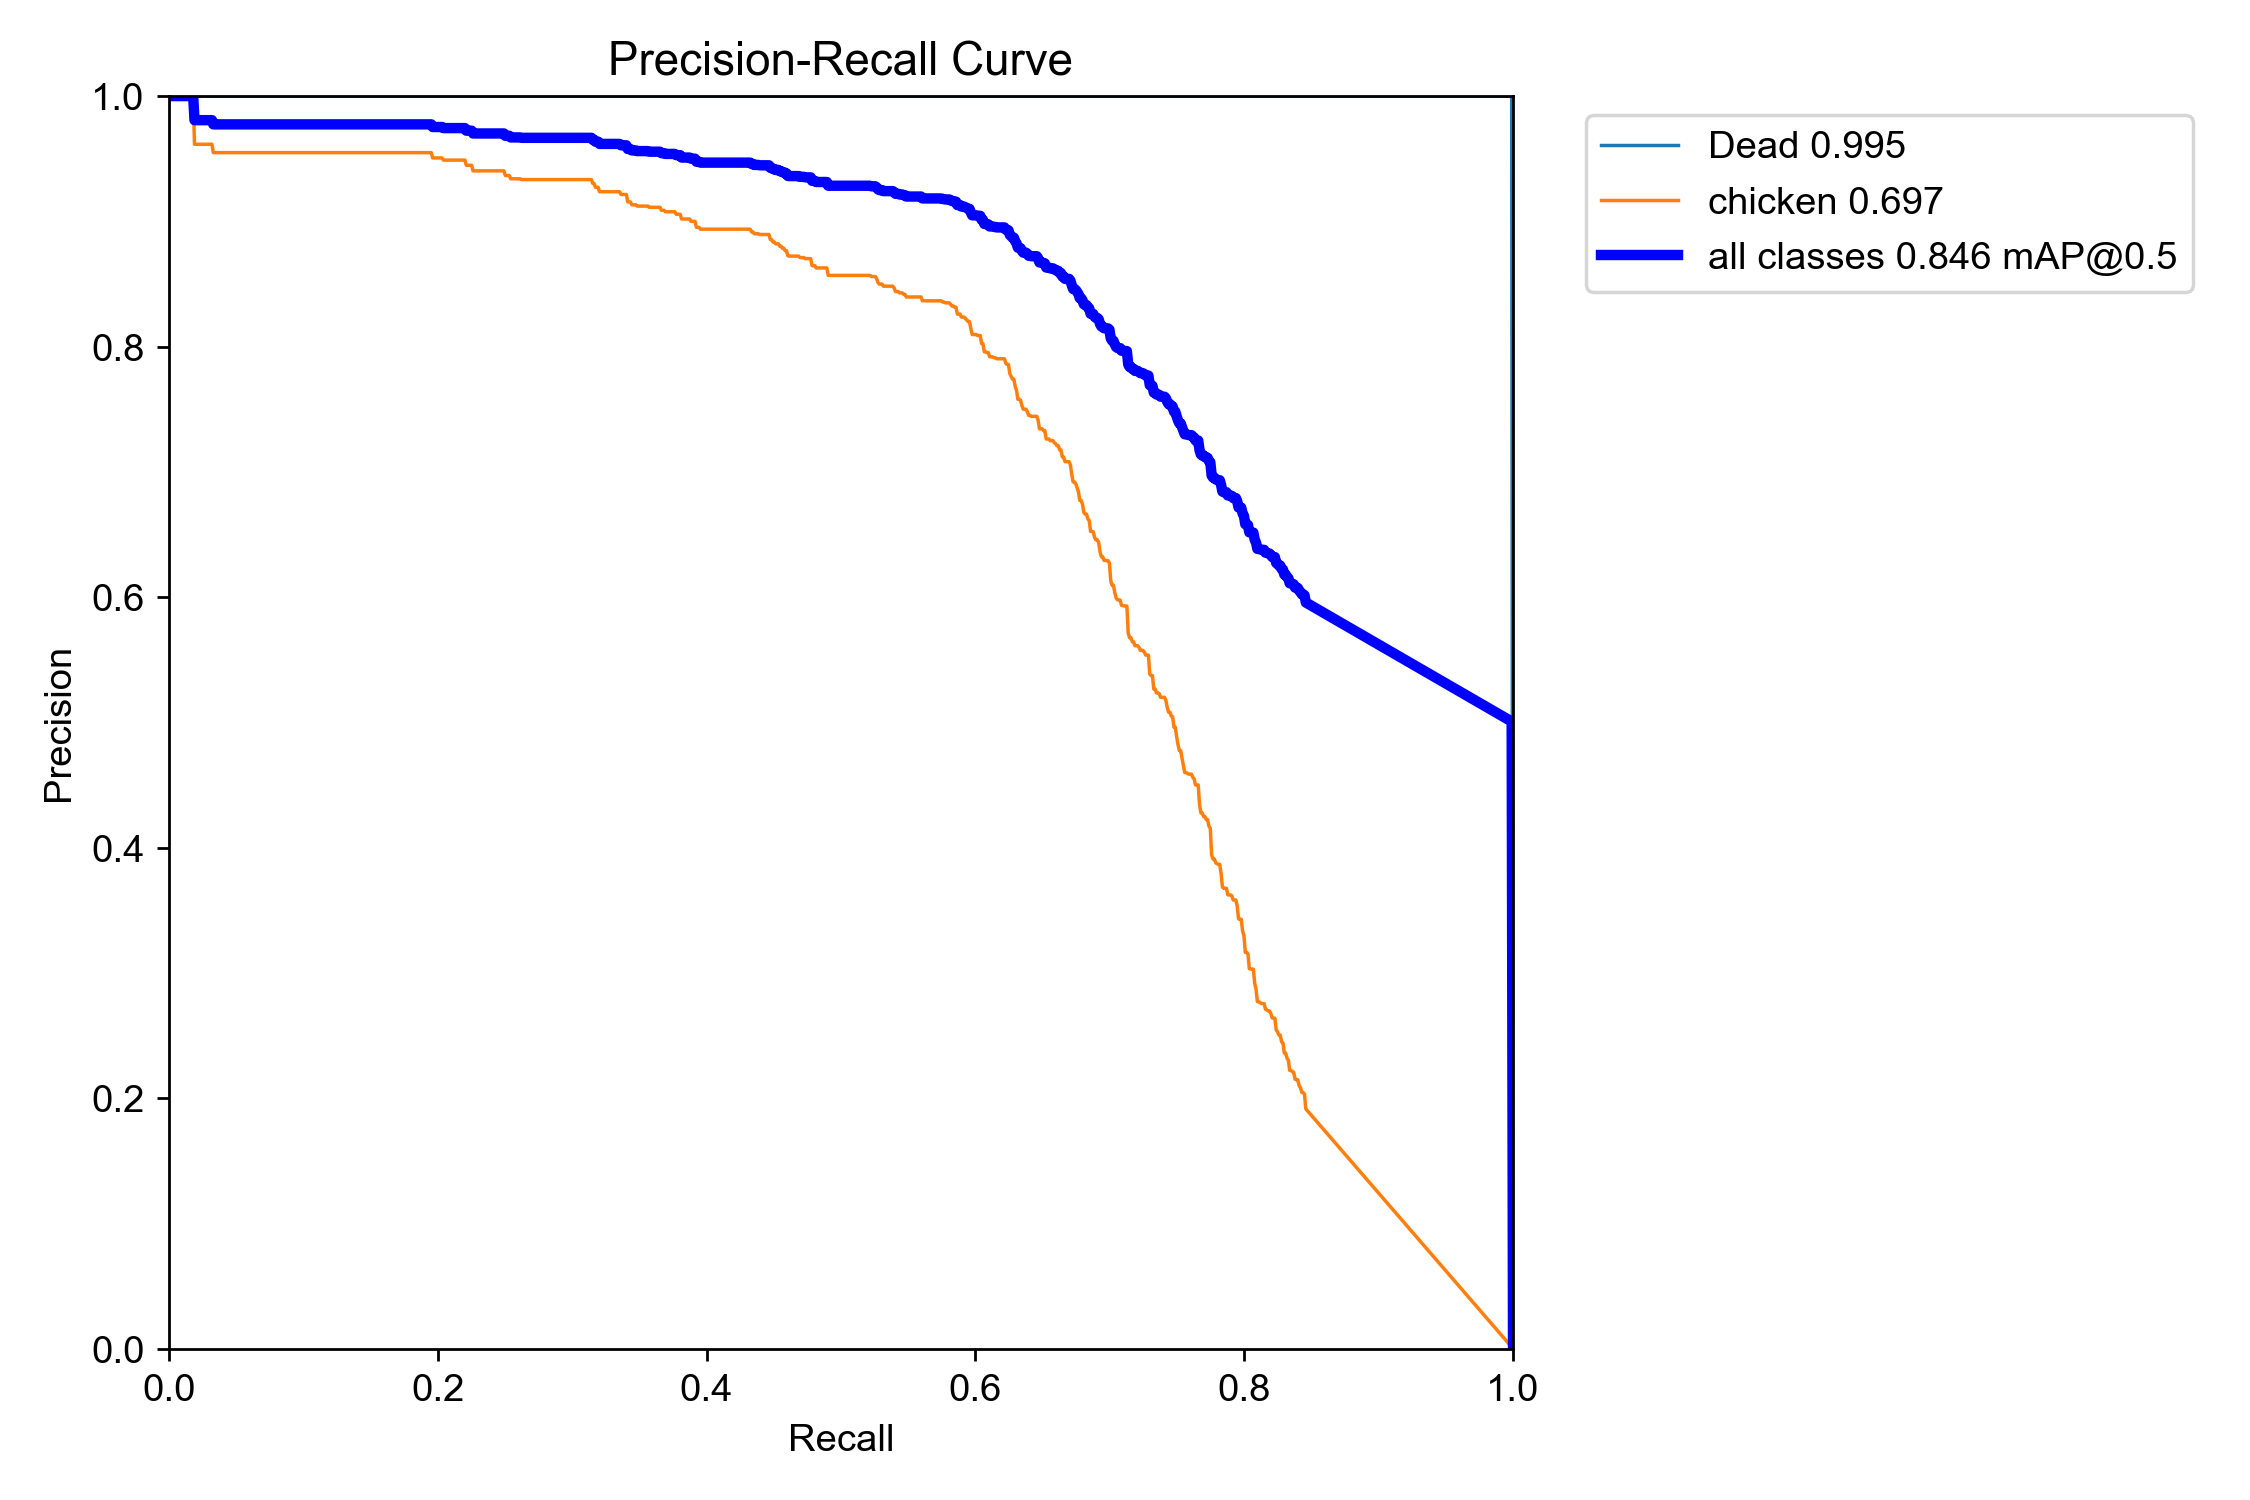 Precision-Recall Curve
Dead 0.995
chicken 0.697
all classes 0.846 mAP@0.5
1.0
0.8
0.6
0.4
0.2
0.0
Precision
0.0 0.2 0.4 0.6 0.8 1.0
Recall